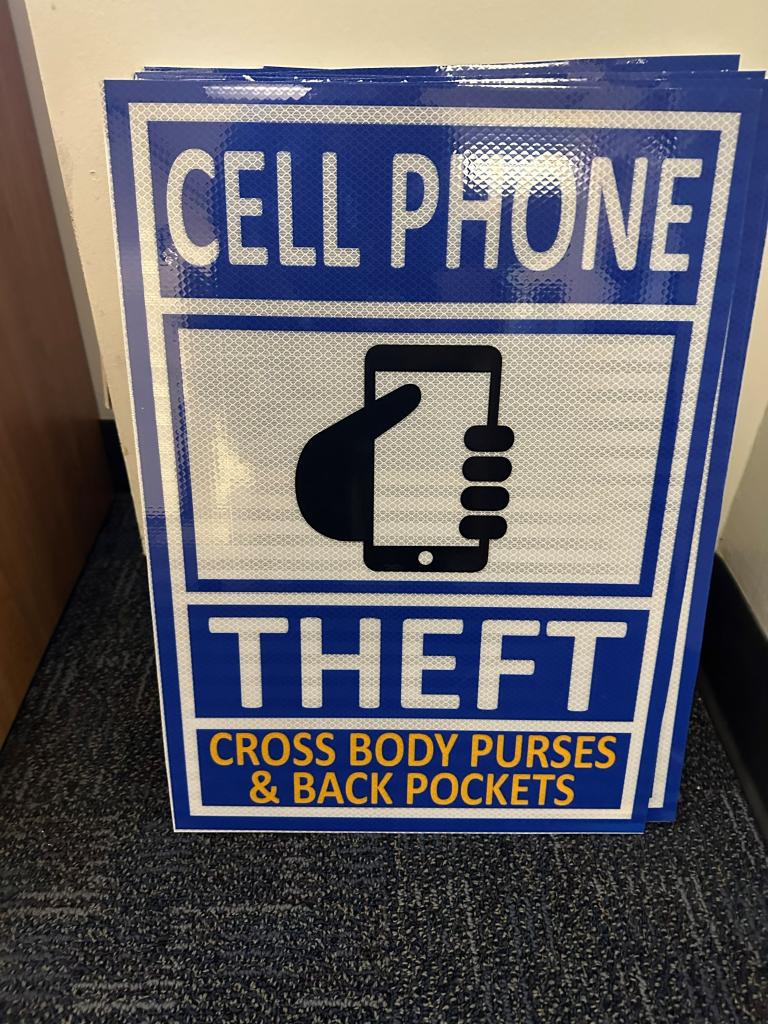 CELL PHONE
THEFT
CROSS BODY PURSES
& BACK POCKETS